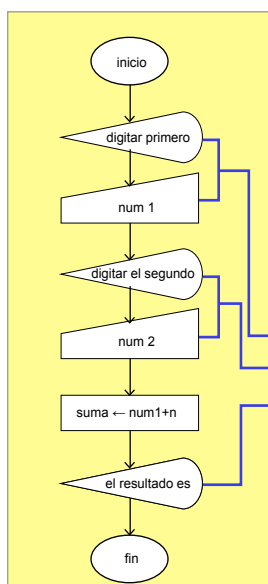 inicio
digitar primero
num 1
digitar el segundo
num 2
suma ← num1+n
el resultado es
fin